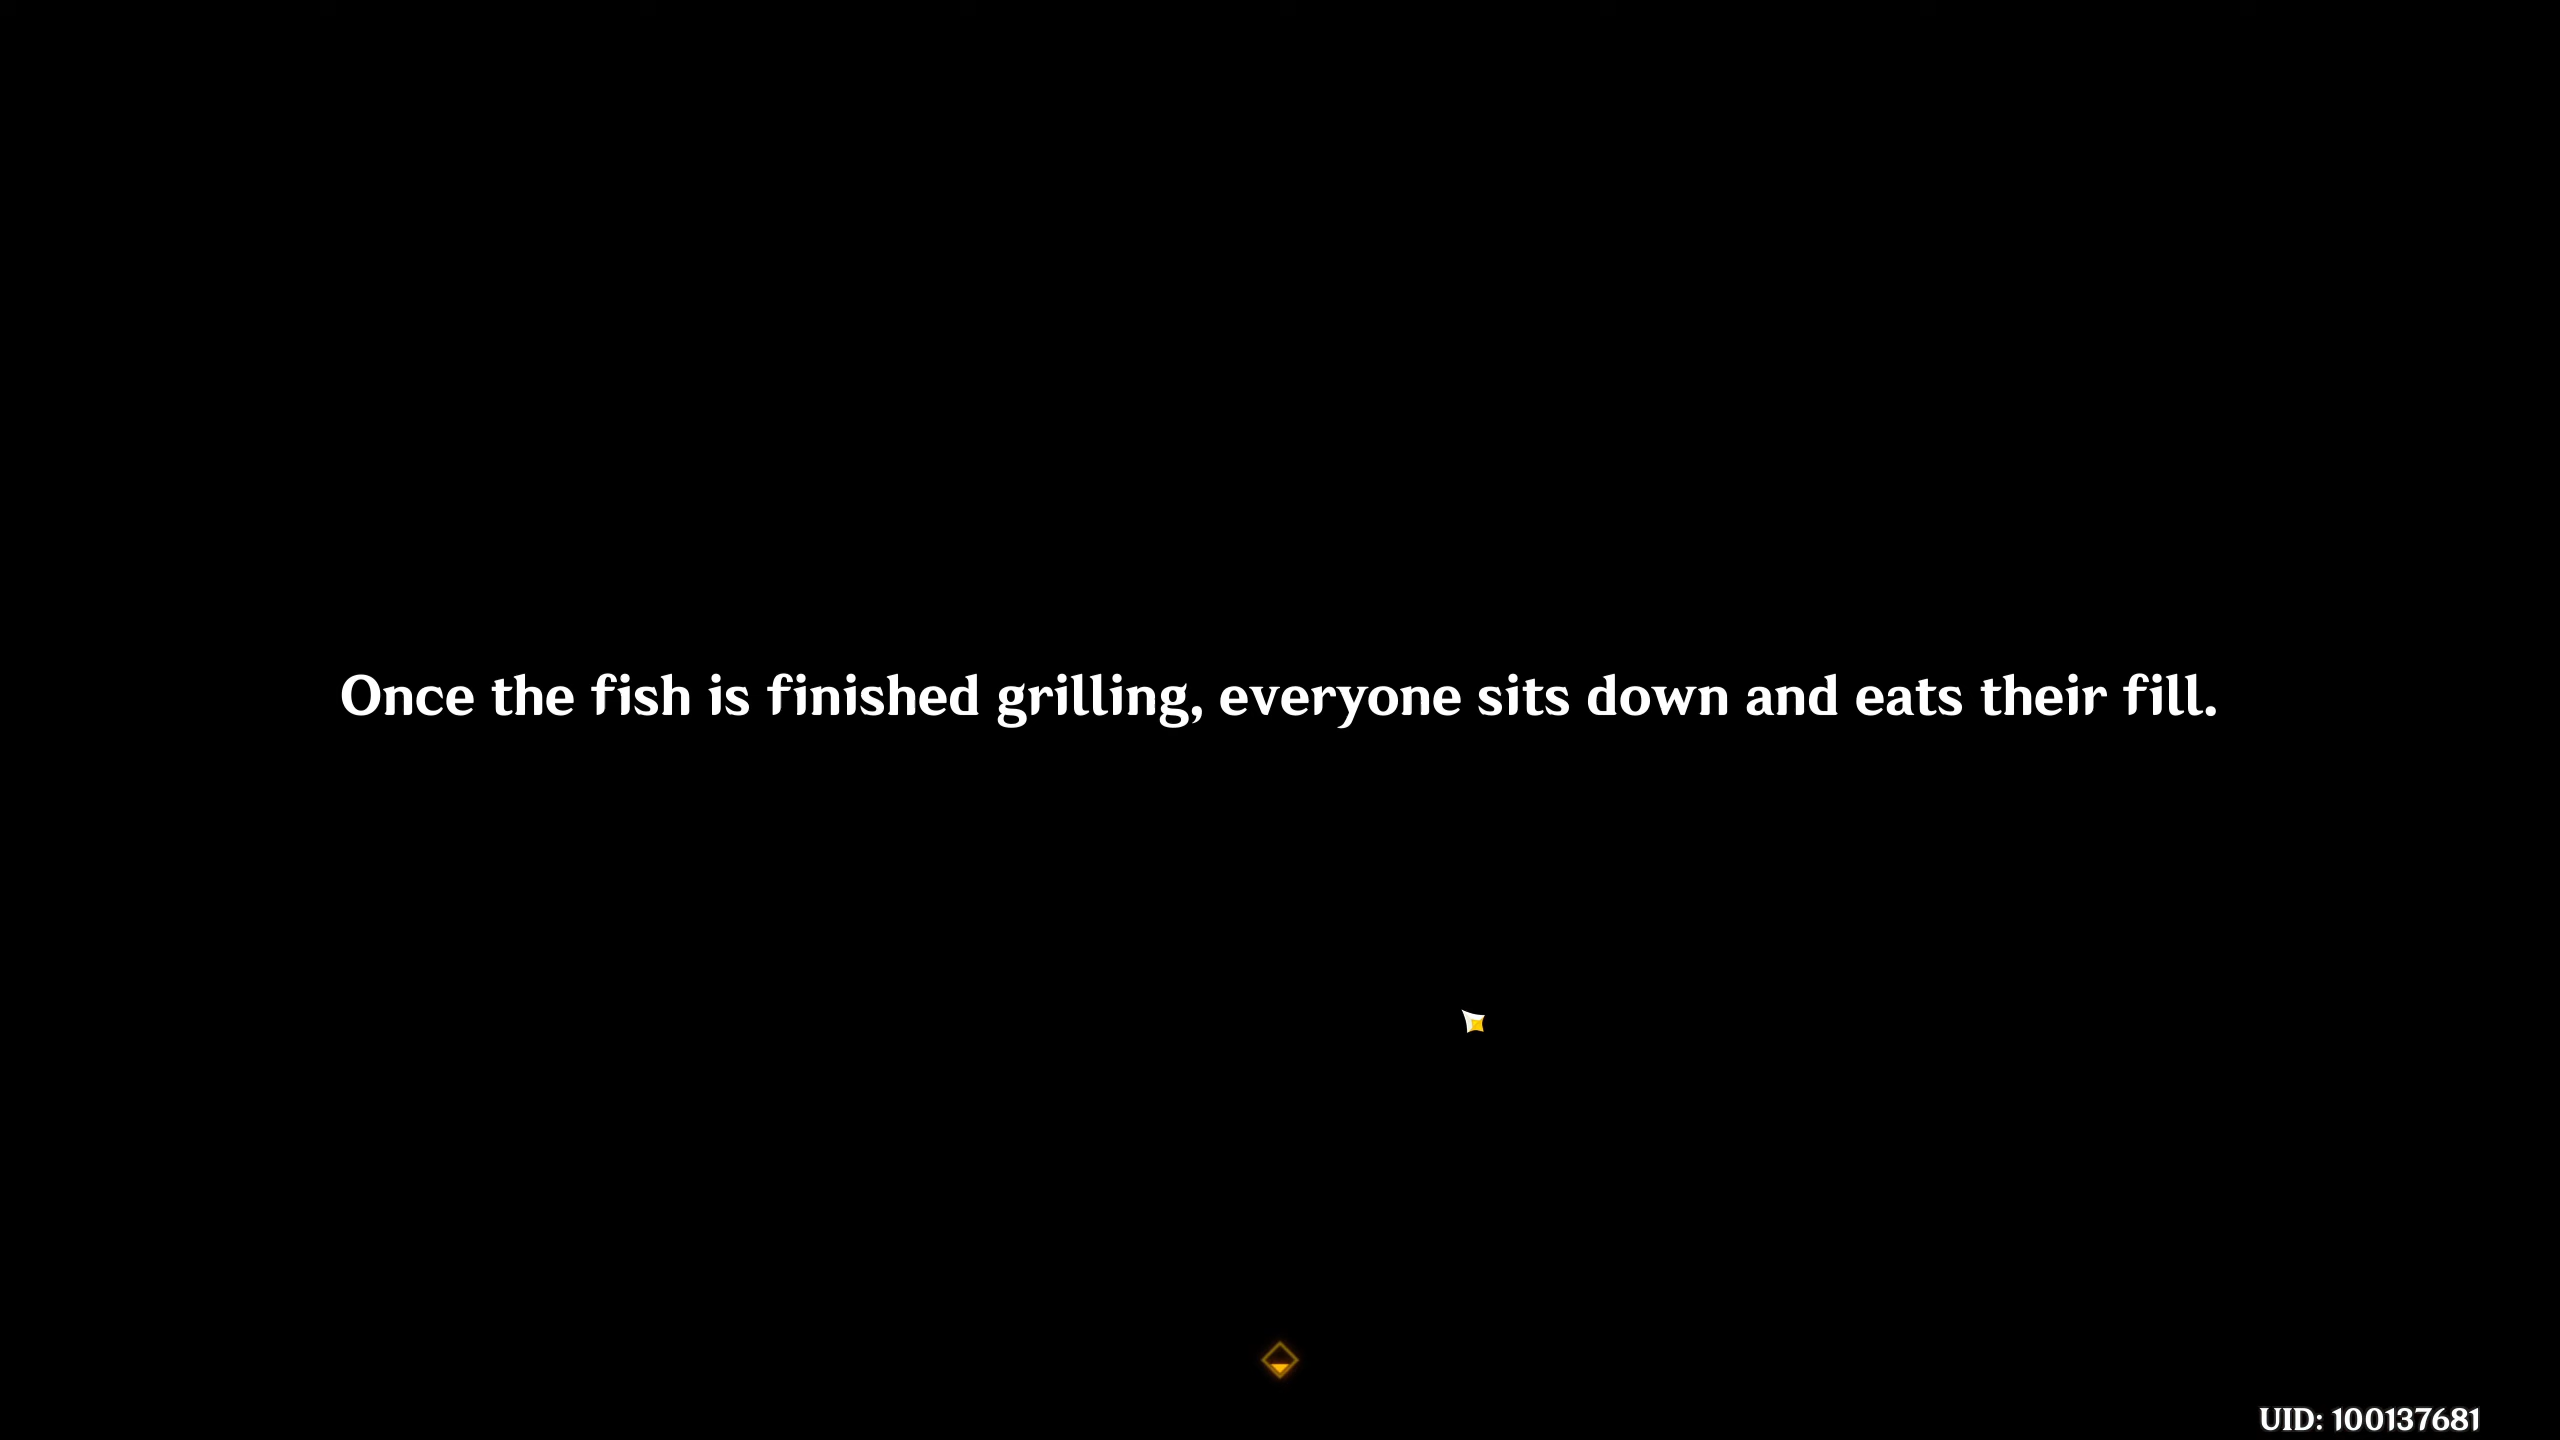 Once the fish is finished grilling, everyone sits down and eats their fill.
UID: 100137681